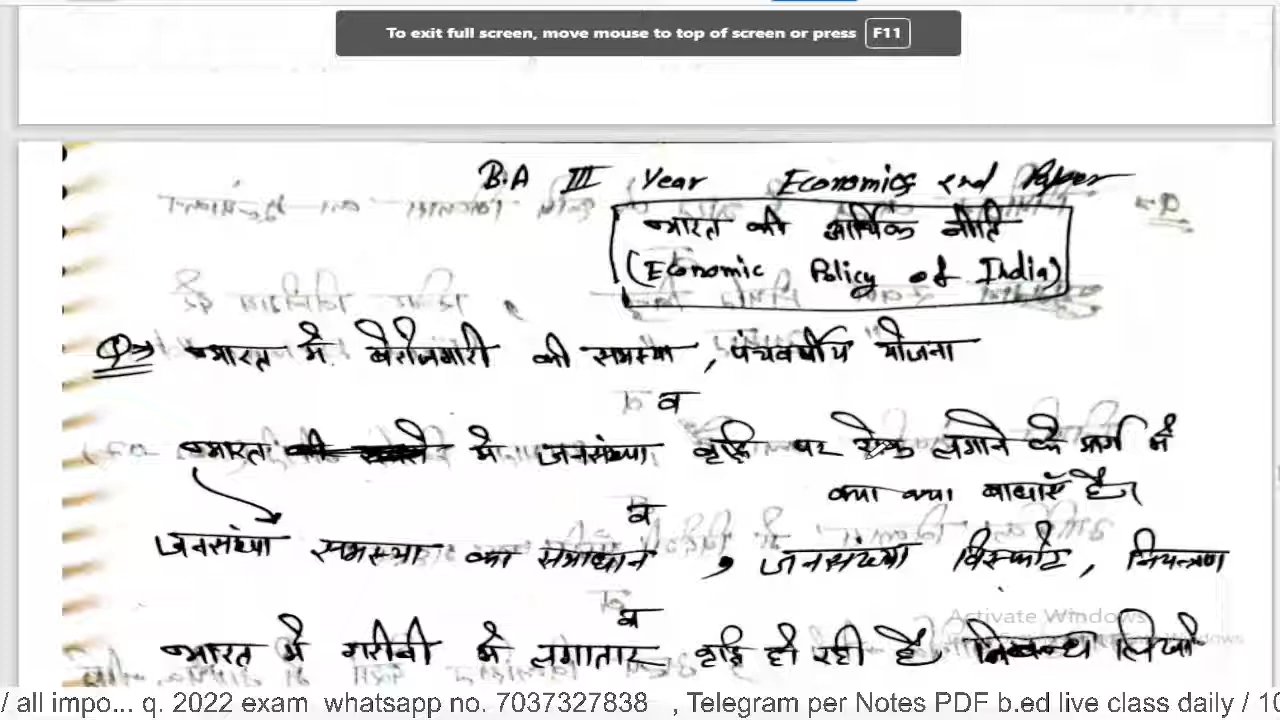 To exit full screen, move mouse to top of screen or press F11
B.A III Year Economics 2nd Paper
भारत की आर्थिक नीति
(Economic Policy of India)
Q→ भारत में बेरोजगारी की समस्या, पंचवर्षीय योजना
व
भारत में जनसंख्या वृद्धि पर रोक लगाने के मार्ग में
क्या क्या बाधाएँ है।
व
जनसंख्या समस्या का समाधान, जनसंख्या विस्फोट, नियन्त्रण
व
भारत में गरीबी में लगातार वृद्धि हो रही है निबन्ध लिखो
Activate Windows
/ all impo... q. 2022 exam whatsapp no. 7037327838 , Telegram per Notes PDF b.ed live class daily / 10